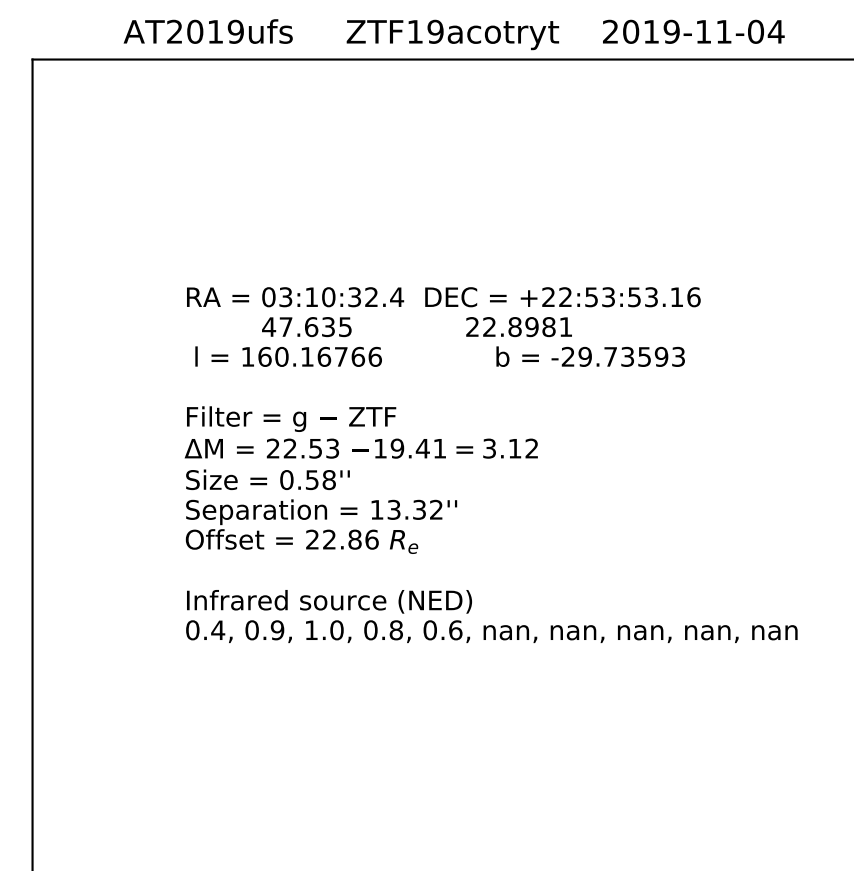 AT2019ufs ZTF19acotryt 2019-11-04
RA = 03:10:32.4 DEC = +22:53:53.16
47.635 22.8981
l = 160.16766 b = -29.73593
Filter = g − ZTF
ΔM = 22.53 −19.41 = 3.12
Size = 0.58''
Separation = 13.32''
Offset = 22.86 Re
Infrared source (NED)
0.4, 0.9, 1.0, 0.8, 0.6, nan, nan, nan, nan, nan